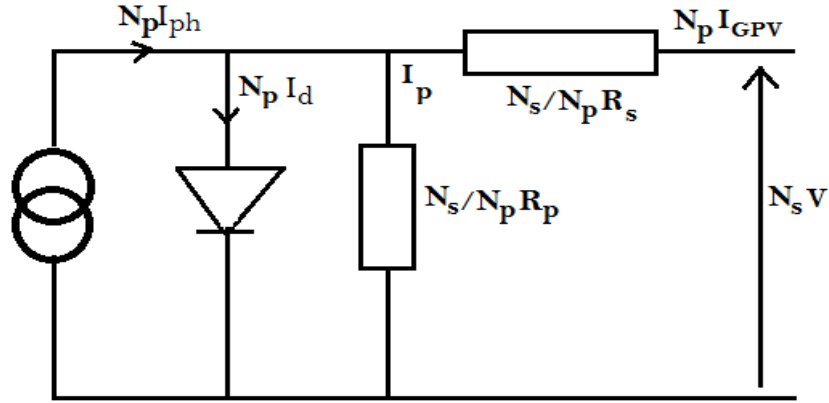 NpIph
Np IGPV
Np Id
Ip
Ns/Np Rs
Ns/Np Rp
Ns V